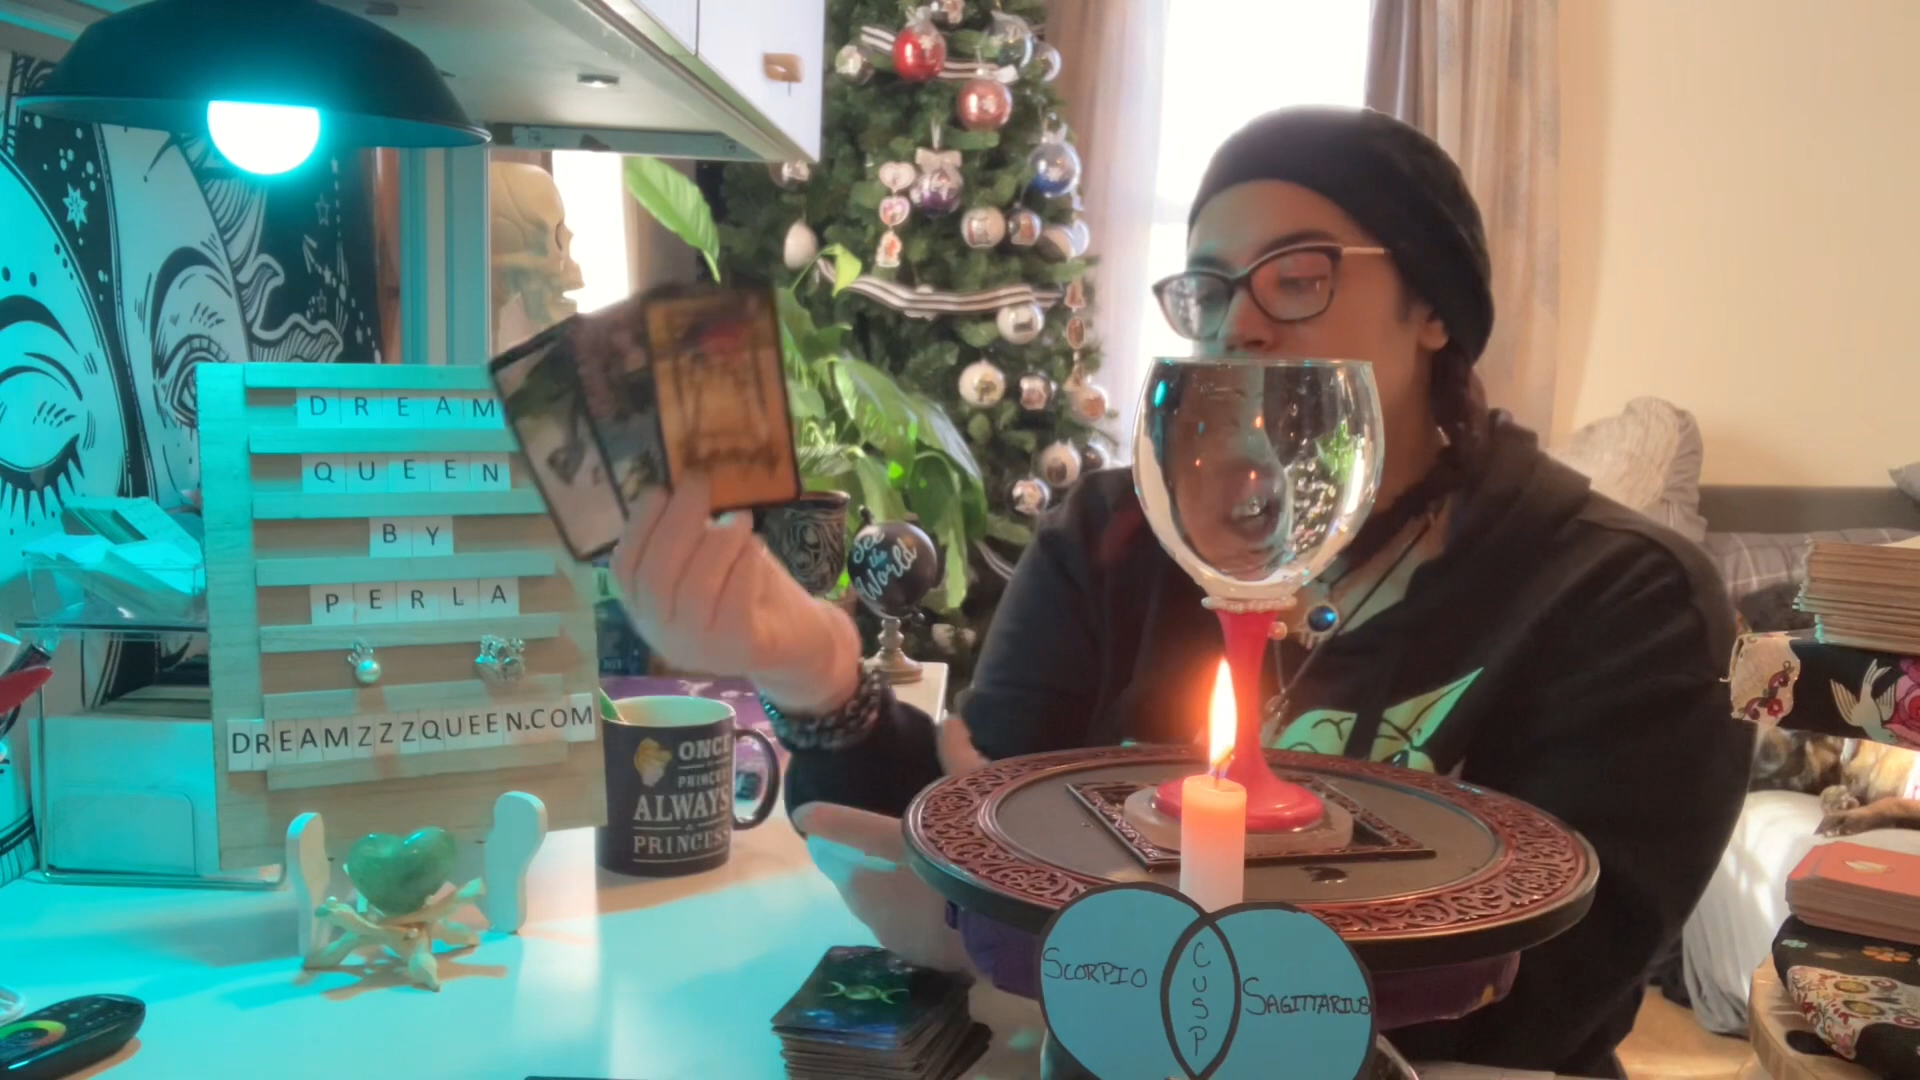 DREAM
QUEEN
BY
PERLA
DREAMZZZQUEEN.COM
See
the
World
ONCE
A
PRINCESS
ALWAYS
A
PRINCESS
SCORPIO
CUSP
SAGITTARIUS